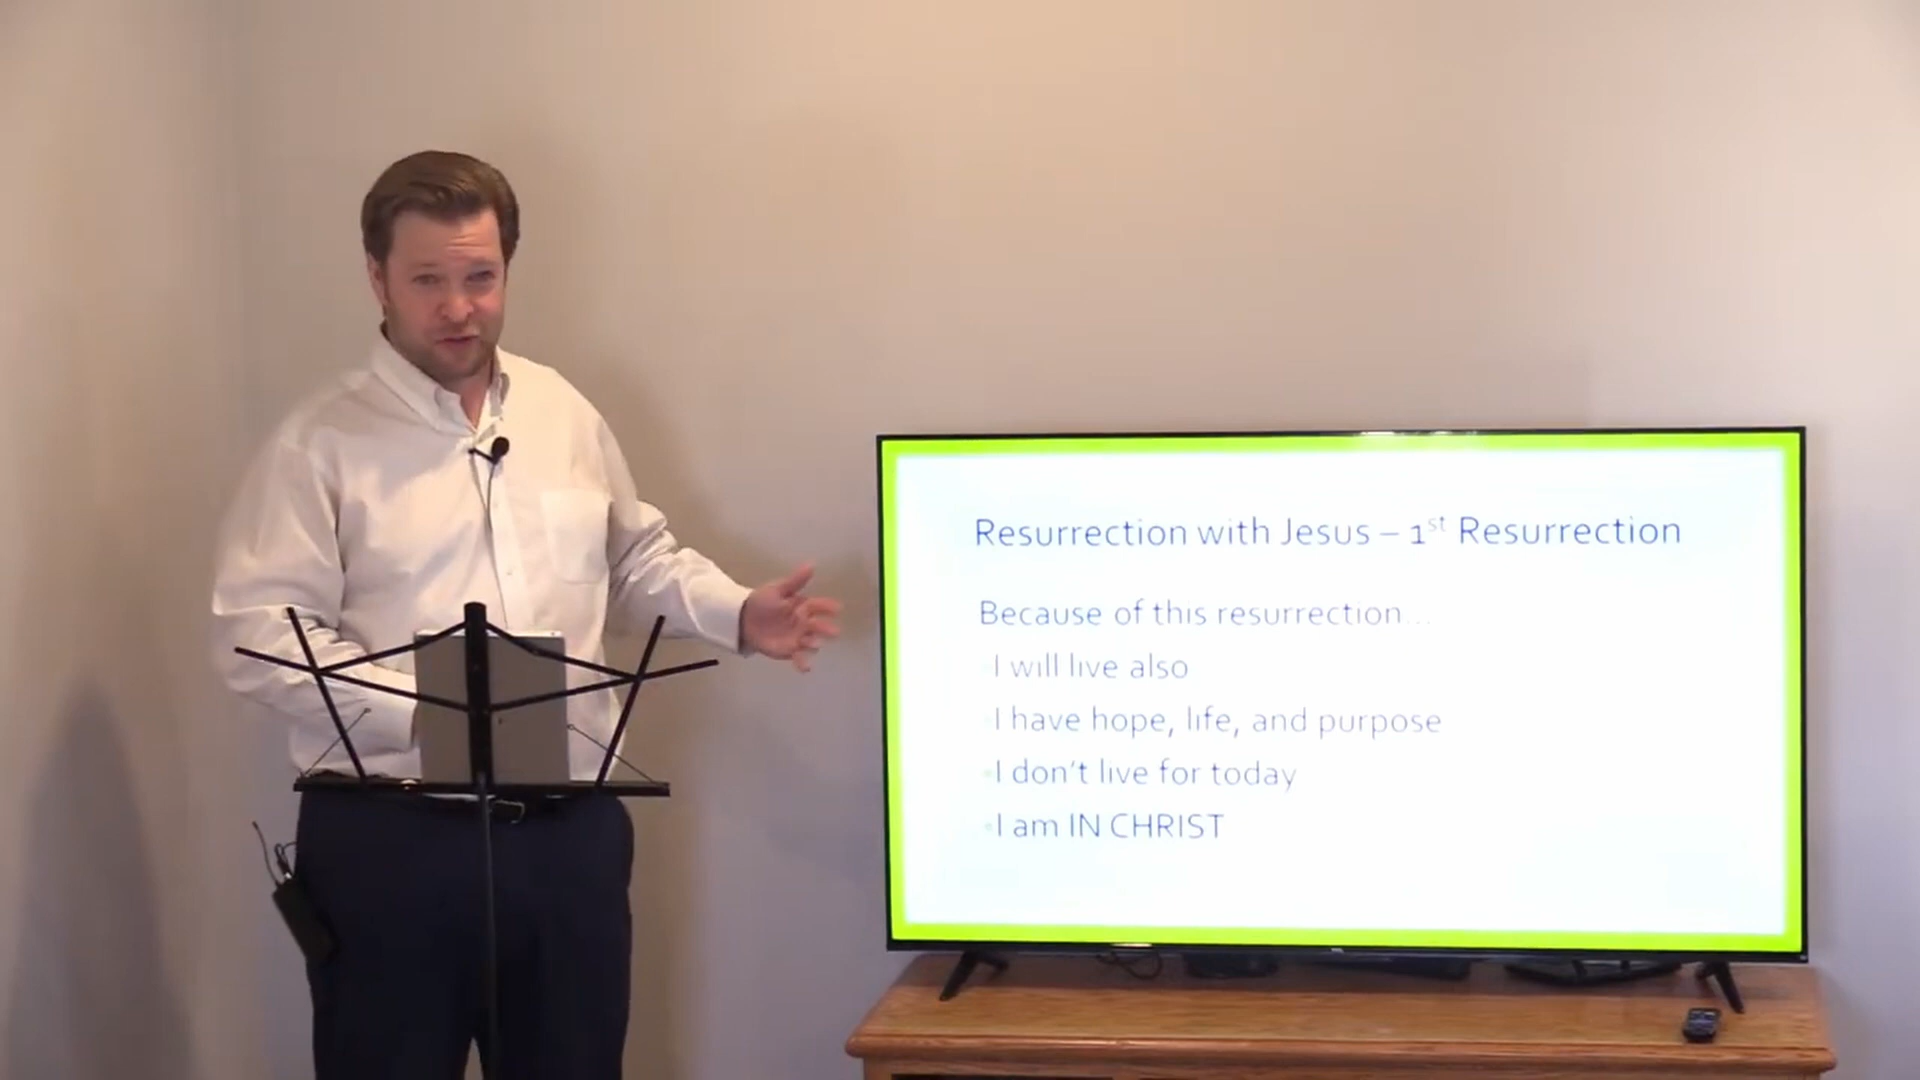 Resurrection with Jesus – 1st Resurrection
Because of this resurrection...
I will live also
I have hope, life, and purpose
I don't live for today
I am IN CHRIST